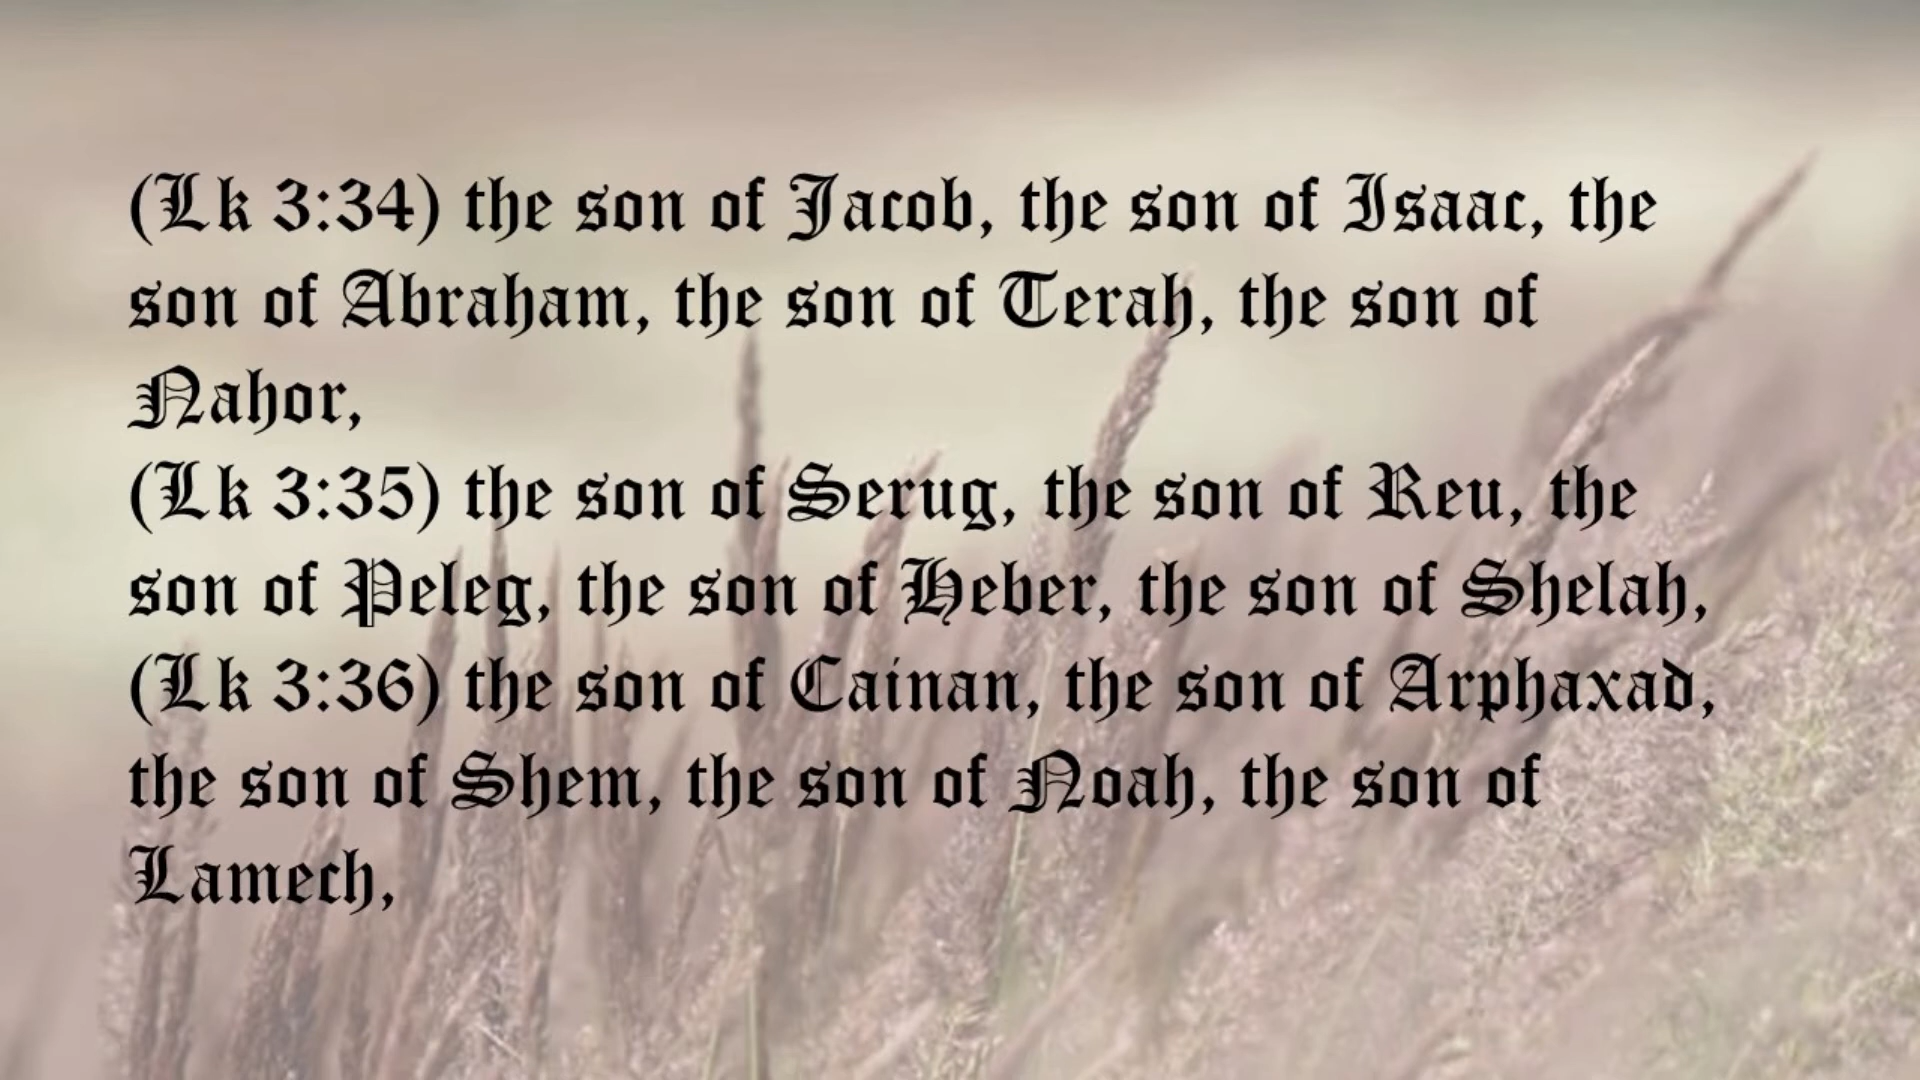 (Lk 3:34) the son of Jacob, the son of Isaac, the
son of Abraham, the son of Terah, the son of
Nahor,
(Lk 3:35) the son of Serug, the son of Reu, the
son of Peleg, the son of Heber, the son of Shelah,
(Lk 3:36) the son of Cainan, the son of Arphaxad,
the son of Shem, the son of Noah, the son of
Lamech,